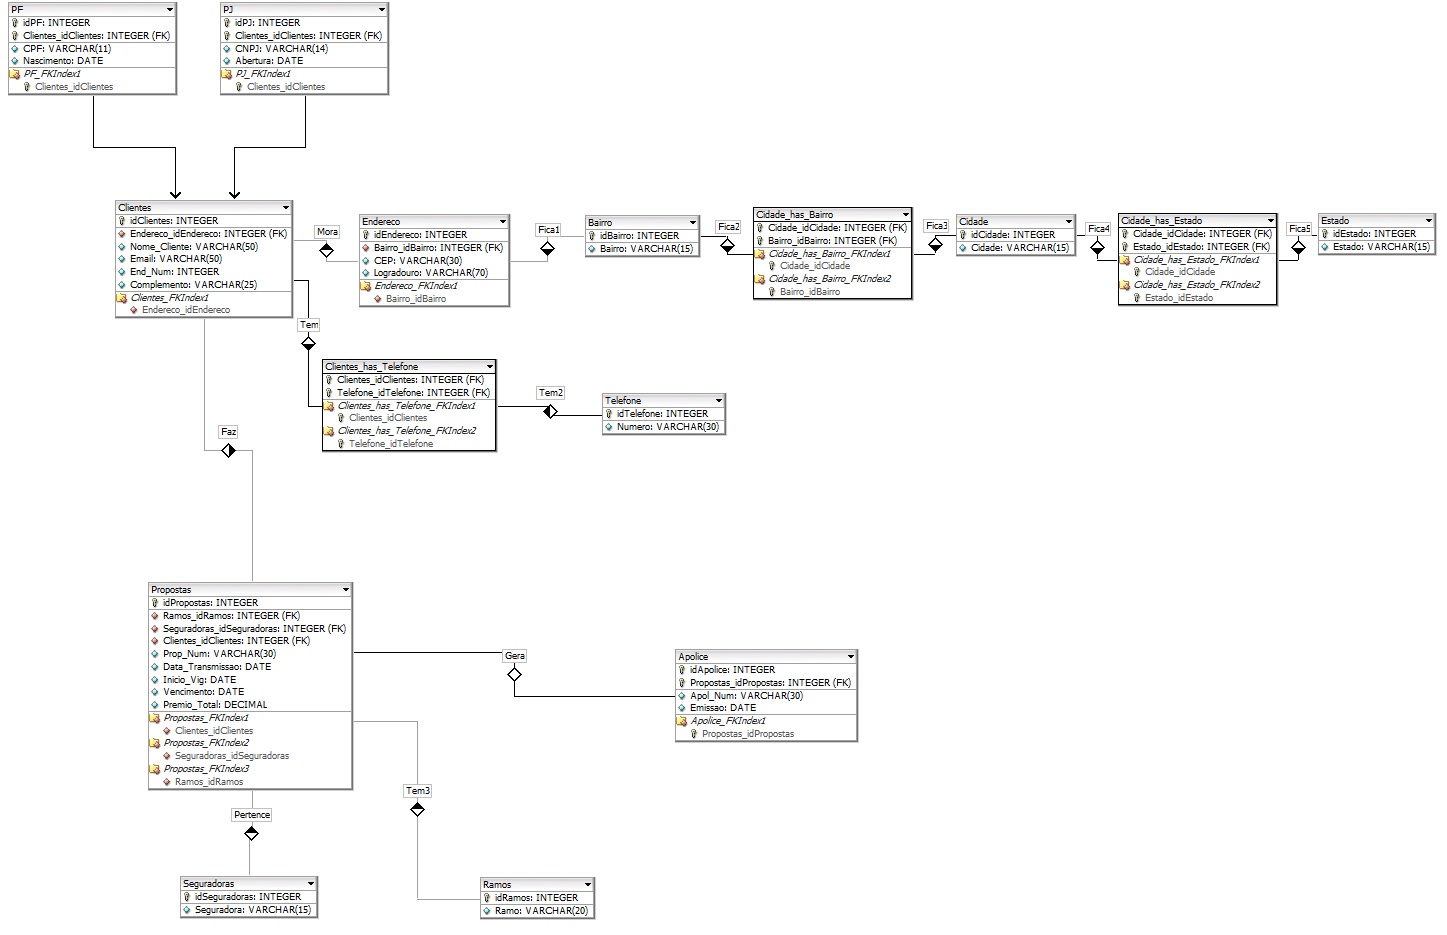 PF
idPF: INTEGER
Clientes_idClientes: INTEGER (FK)
CPF: VARCHAR(11)
Nascimento: DATE
PF_FKIndex1
Clientes_idClientes
PJ
idPJ: INTEGER
Clientes_idClientes: INTEGER (FK)
CNPJ: VARCHAR(14)
Abertura: DATE
PJ_FKIndex1
Clientes_idClientes
Clientes
idClientes: INTEGER
Endereco_idEndereco: INTEGER (FK)
Nome_Cliente: VARCHAR(50)
Email: VARCHAR(50)
End_Num: INTEGER
Complemento: VARCHAR(25)
Clientes_FKIndex1
Endereco_idEndereco
Mora
Endereco
idEndereco: INTEGER
Bairro_idBairro: INTEGER (FK)
CEP: VARCHAR(30)
Logradouro: VARCHAR(70)
Endereco_FKIndex1
Bairro_idBairro
Fica1
Bairro
idBairro: INTEGER
Bairro: VARCHAR(15)
Fica2
Cidade_has_Bairro
Cidade_idCidade: INTEGER (FK)
Bairro_idBairro: INTEGER (FK)
Cidade_has_Bairro_FKIndex1
Cidade_idCidade
Cidade_has_Bairro_FKIndex2
Bairro_idBairro
Fica3
Cidade
idCidade: INTEGER
Cidade: VARCHAR(15)
Fica4
Cidade_has_Estado
Cidade_idCidade: INTEGER (FK)
Estado_idEstado: INTEGER (FK)
Cidade_has_Estado_FKIndex1
Cidade_idCidade
Cidade_has_Estado_FKIndex2
Estado_idEstado
Fica5
Estado
idEstado: INTEGER
Estado: VARCHAR(15)
Tem
Clientes_has_Telefone
Clientes_idClientes: INTEGER (FK)
Telefone_idTelefone: INTEGER (FK)
Clientes_has_Telefone_FKIndex1
Clientes_idClientes
Clientes_has_Telefone_FKIndex2
Telefone_idTelefone
Tem2
Telefone
idTelefone: INTEGER
Numero: VARCHAR(30)
Faz
Propostas
idPropostas: INTEGER
Ramos_idRamos: INTEGER (FK)
Seguradoras_idSeguradoras: INTEGER (FK)
Clientes_idClientes: INTEGER (FK)
Prop_Num: VARCHAR(30)
Data_Transmissao: DATE
Inicio_Vig: DATE
Vencimento: DATE
Premio_Total: DECIMAL
Propostas_FKIndex1
Clientes_idClientes
Propostas_FKIndex2
Seguradoras_idSeguradoras
Propostas_FKIndex3
Ramos_idRamos
Gera
Apolice
idApolice: INTEGER
Propostas_idPropostas: INTEGER (FK)
Apol_Num: VARCHAR(30)
Emissao: DATE
Apolice_FKIndex1
Propostas_idPropostas
Tem3
Pertence
Seguradoras
idSeguradoras: INTEGER
Seguradora: VARCHAR(15)
Ramos
idRamos: INTEGER
Ramo: VARCHAR(20)